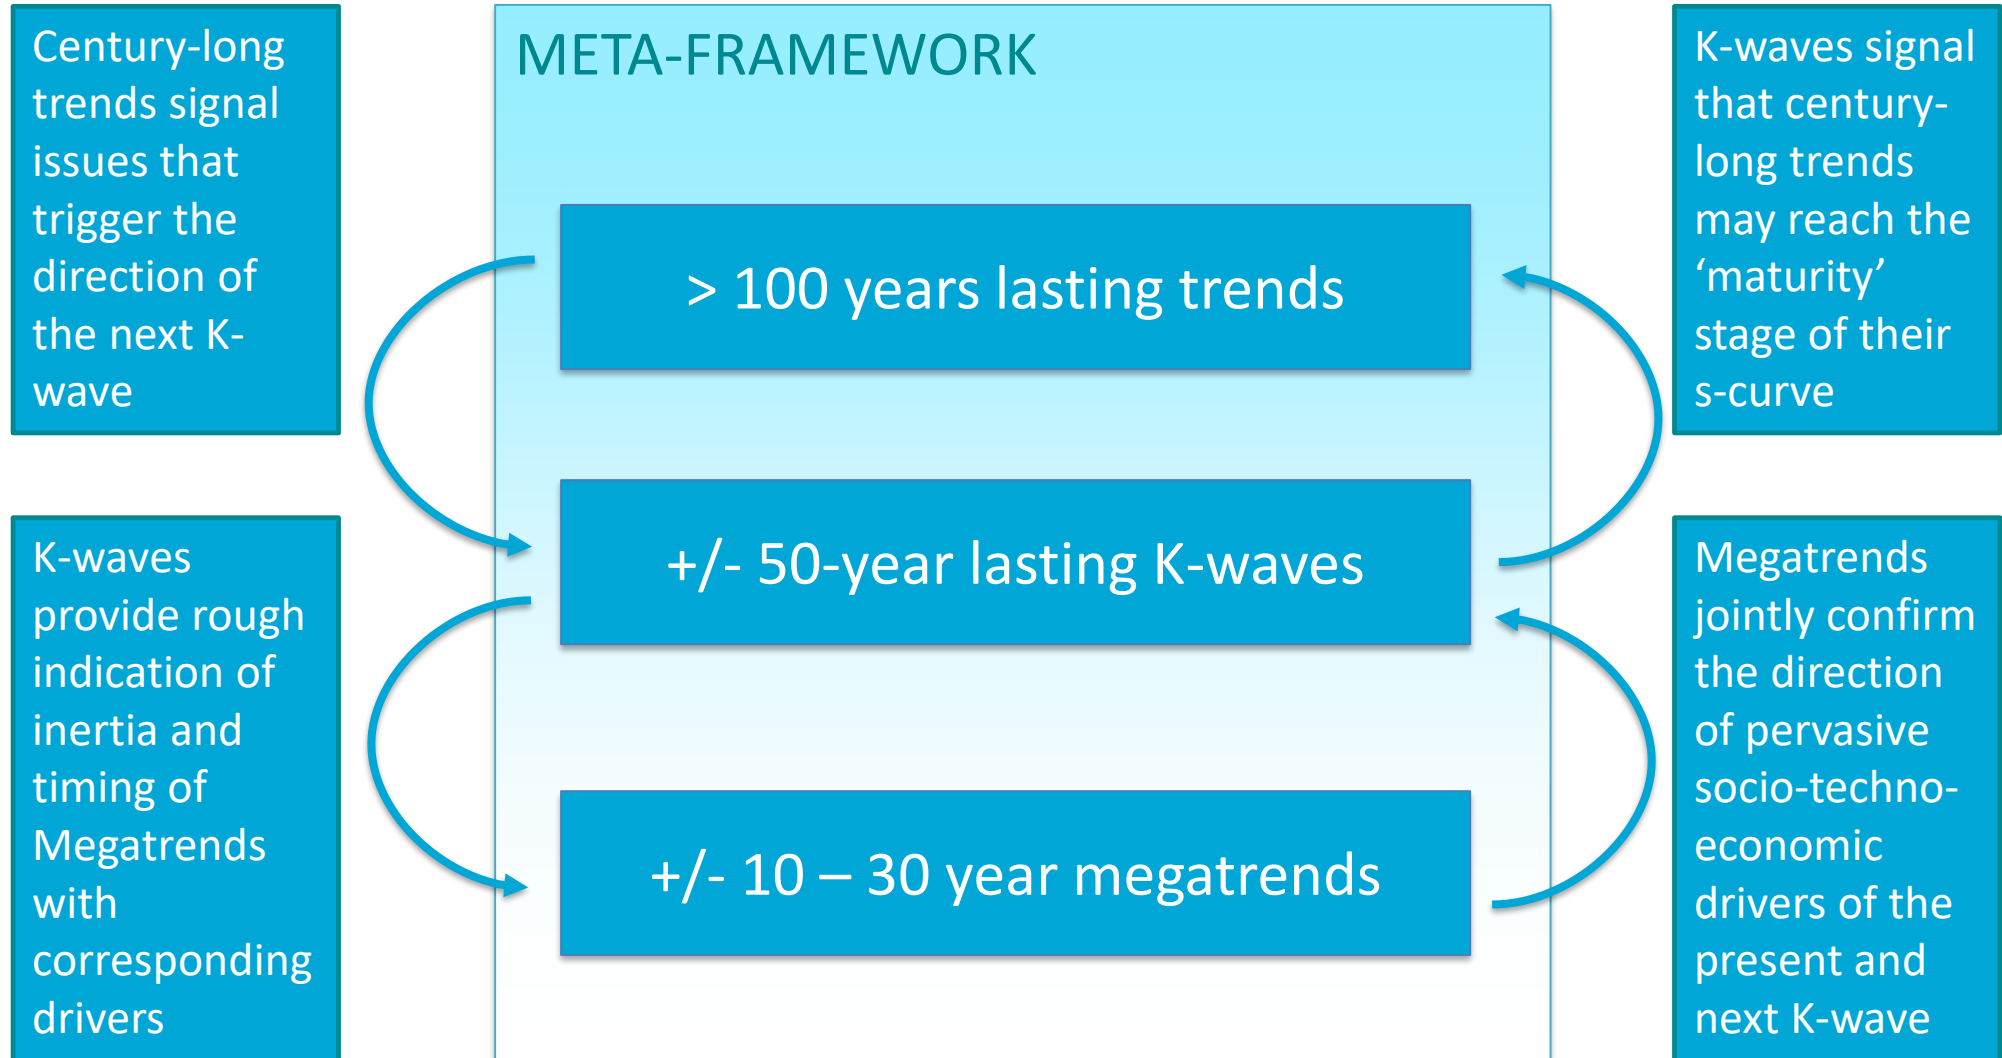 Century-long
trends signal
issues that
trigger the
direction of
the next K-
wave
K-waves
provide rough
indication of
inertia and
timing of
Megatrends
with
corresponding
drivers
META-FRAMEWORK
> 100 years lasting trends
+/- 50-year lasting K-waves
+/- 10 – 30 year megatrends
K-waves signal
that century-
long trends
may reach the
‘maturity’
stage of their
s-curve
Megatrends
jointly confirm
the direction
of pervasive
socio-techno-
economic
drivers of the
present and
next K-wave